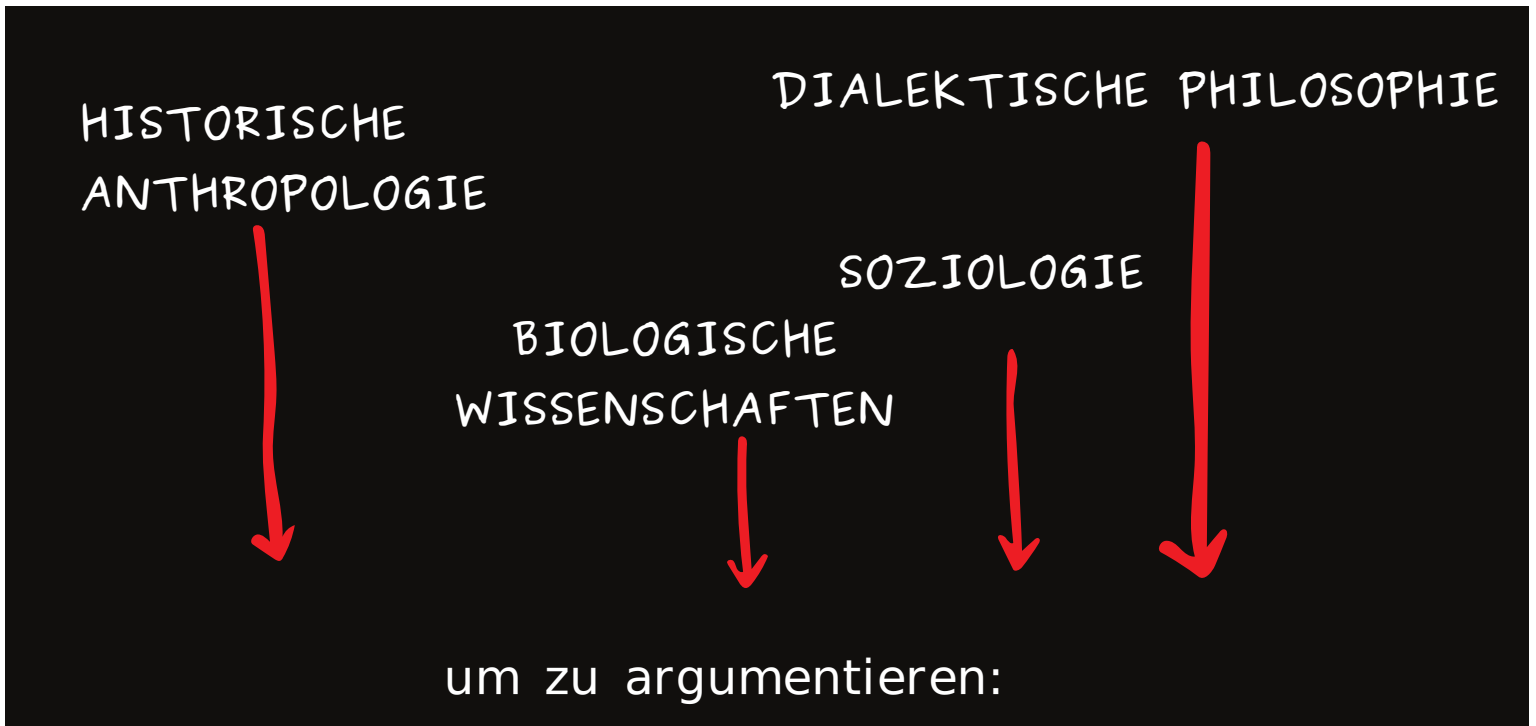 HISTORISCHE
ANTHROPOLOGIE
DIALEKTISCHE PHILOSOPHIE
SOZIOLOGIE
BIOLOGISCHE
WISSENSCHAFTEN
um zu argumentieren: